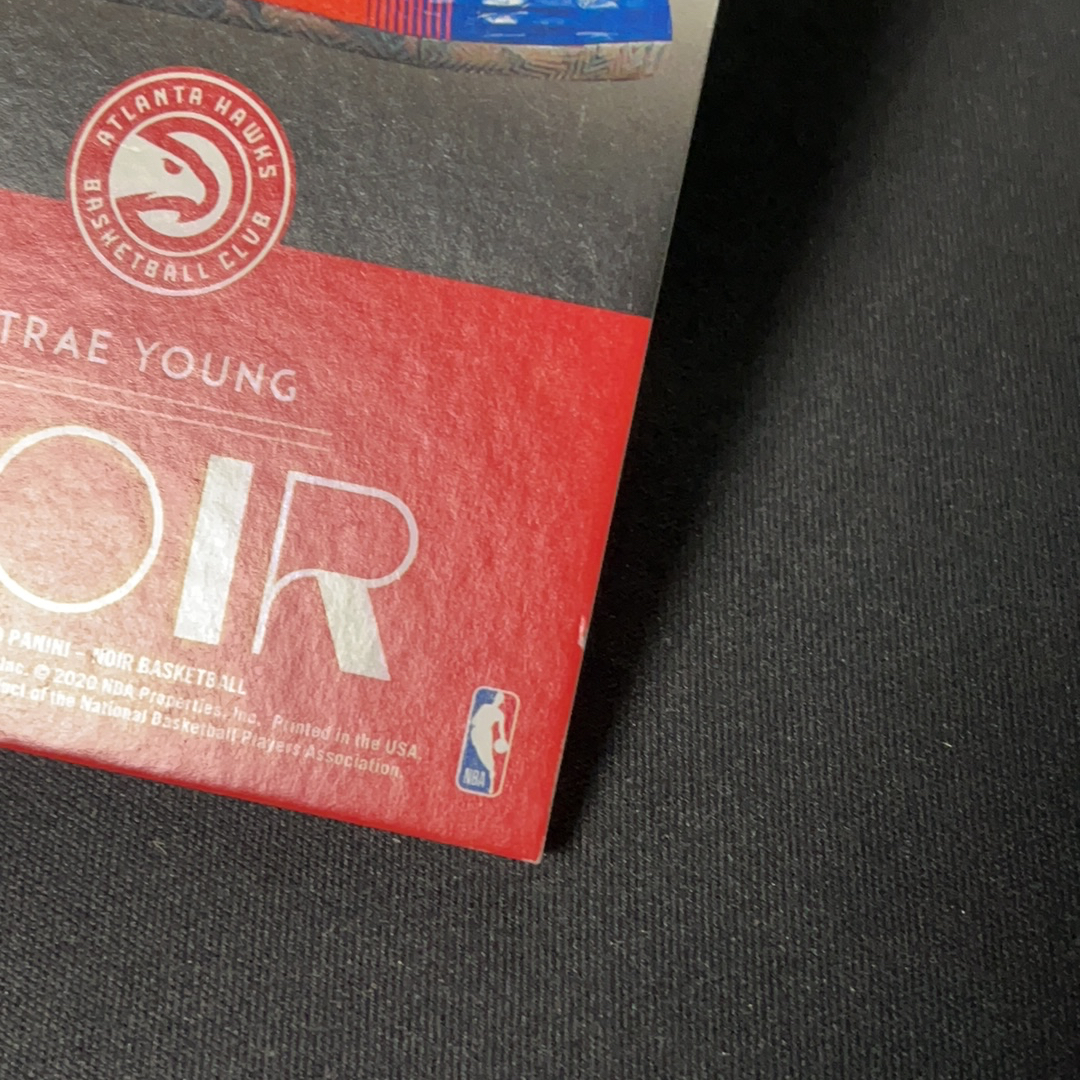 ATLANTA HAWKS
BASKETBALL CLUB
TRAE YOUNG
OIR
PANINI – NOIR BASKETBALL
Inc. © 2020 NBA Properties, Inc. Printed in the USA.
of the National Basketball Players Association.
NBA